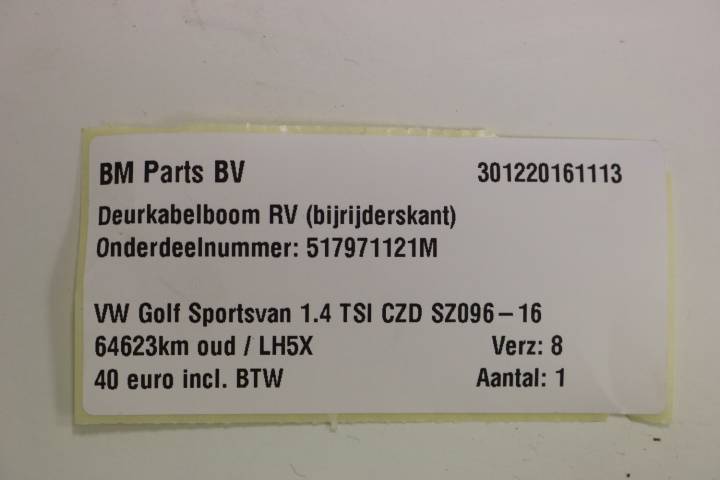 BM Parts BV 301220161113
Deurkabelboom RV (bijrijderskant)
Onderdeelnummer: 517971121M
VW Golf Sportsvan 1.4 TSI CZD SZ096-16
64623km oud / LH5X Verz: 8
40 euro incl. BTW Aantal: 1